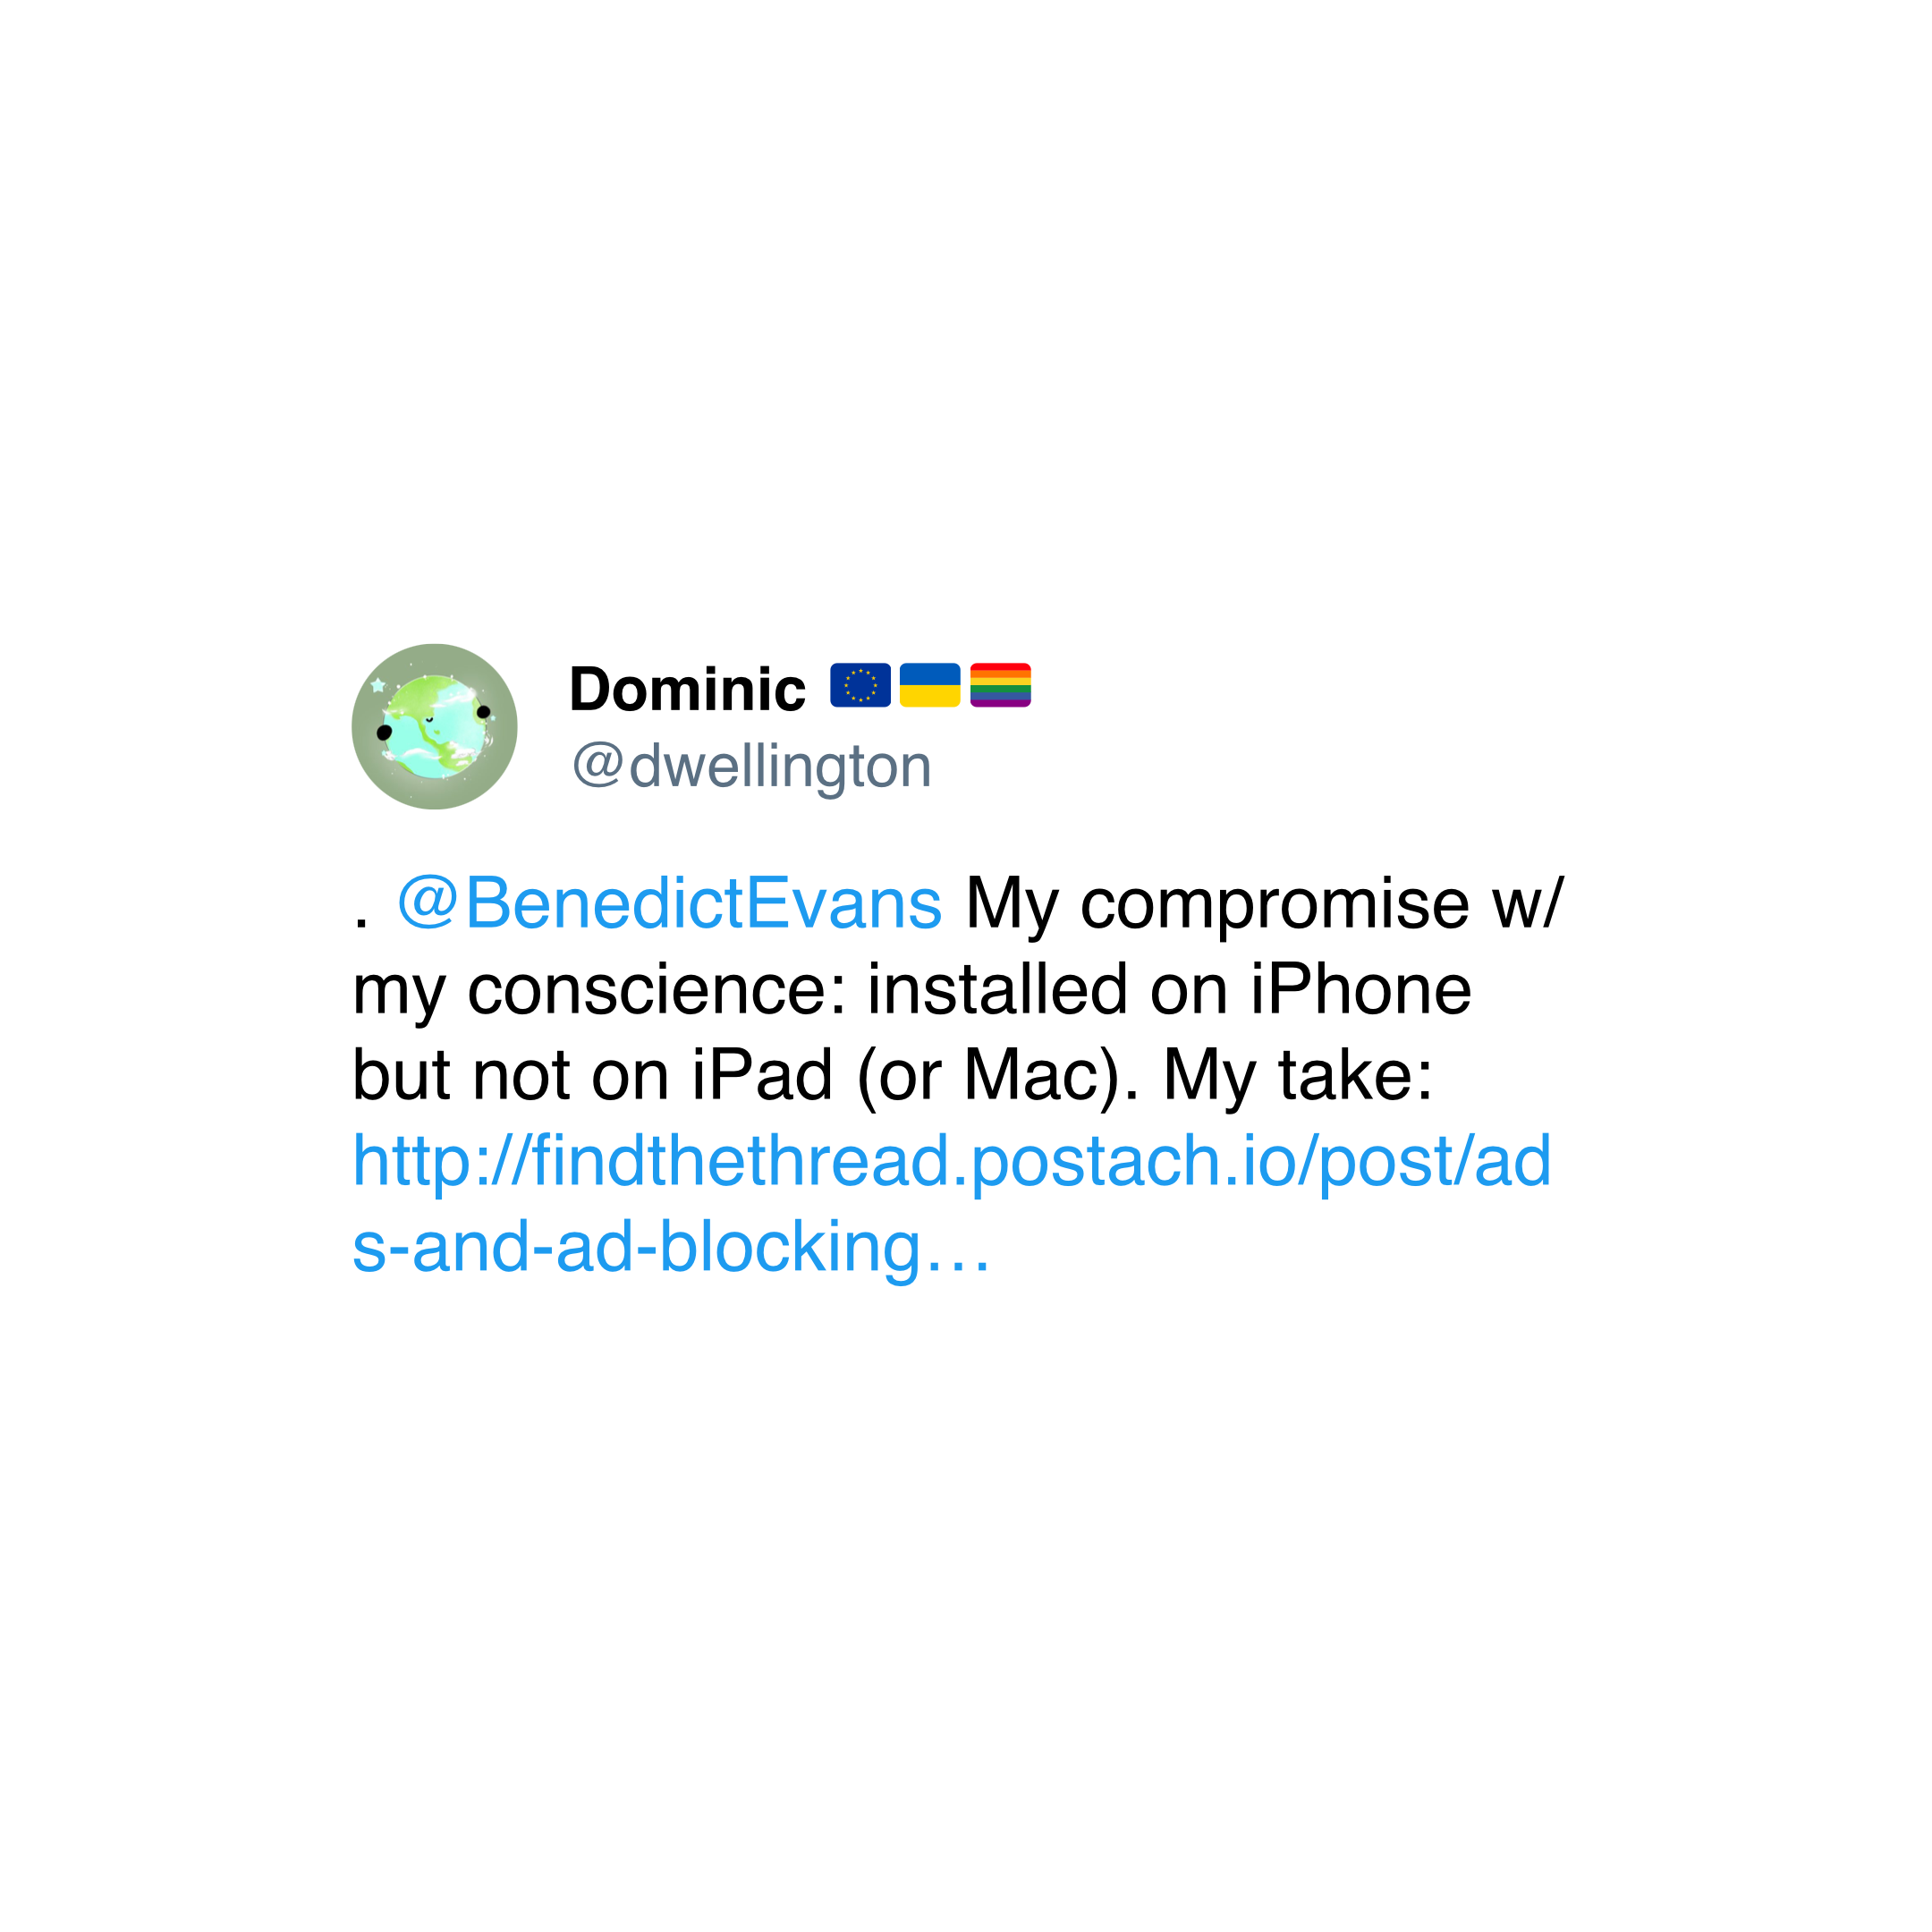 Dominic 🇪🇺 🇺🇦 🏳️‍🌈
@dwellington
. @BenedictEvans My compromise w/
my conscience: installed on iPhone
but not on iPad (or Mac). My take:
http://findthethread.postach.io/post/ad
s-and-ad-blocking…